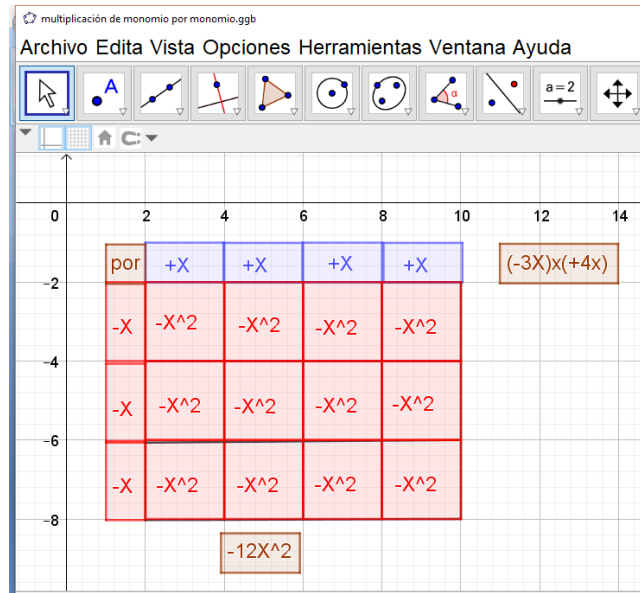 multiplicación de monomio por monomio.ggb
Archivo Edita Vista Opciones Herramientas Ventana Ayuda
A
α
a = 2
0 2 4 6 8 10 12 14
por +X +X +X +X (-3X)x(+4x)
-2
-X -X^2 -X^2 -X^2 -X^2
-4
-X -X^2 -X^2 -X^2 -X^2
-6
-X -X^2 -X^2 -X^2 -X^2
-8
-12X^2